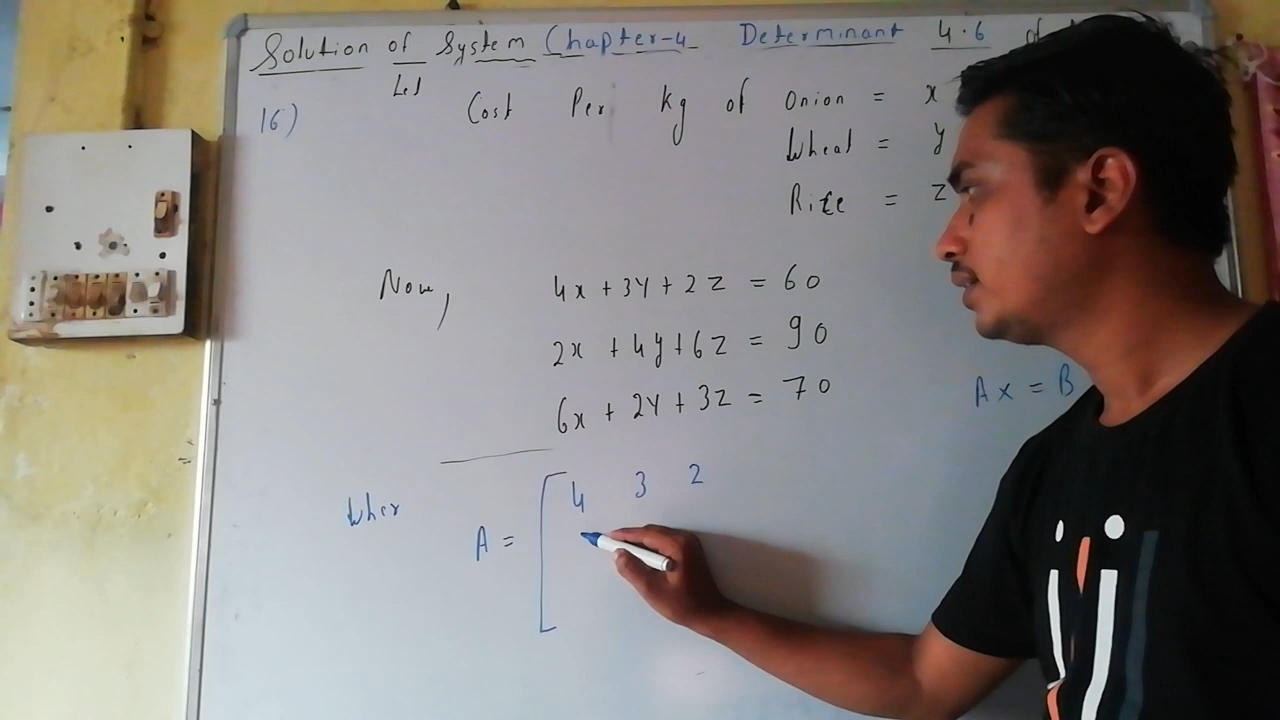 Solution of System Chapter-4 Determinant 4.6 of
16) Let Cost Per kg of Onion = x
Wheat = y
Rice = z
Now, 4x + 3y + 2z = 60
2x + 4y + 6z = 90
6x + 2y + 3z = 70
Ax = B
Wher A = [ 4 3 2